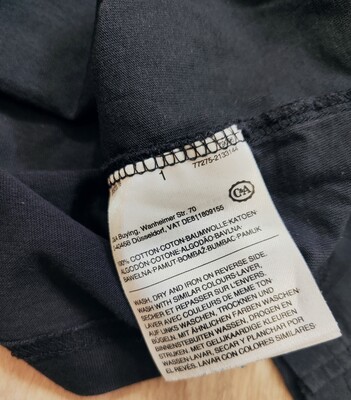 1
77275-2133144
C&A
C&A Buying, Wanheimer Str. 70
D-40468 Düsseldorf, VAT DE811809155
100% COTTON-COTON-BAUMWOLLE-KATOEN-
ALGODÓN-COTONE-ALGODÃO-BAVLNA-
BAWEŁNA-PAMUT-BOMBAŽ-BUMBAC-PAMUK
WASH, DRY AND IRON ON REVERSE SIDE.
WASH WITH SIMILAR COLOURS.LAVER,
SECHER ET REPASSER SUR L'ENVERS.
LAVER AVEC COULEURS DE MEME TON
AUF LINKS WASCHEN, TROCKNEN UND
BÜGELN. MIT ÄHNLICHEN FARBEN WASCHEN
BINNENSTEBUITEN WASSEN, DROGEN EN
STRIJKEN. MET GELIJKAARDIGE KLEUREN
WASSEN-LAVAR, SECAR Y PLANCHAR POR
EL REVÉS. LAVAR CON COLORES SIMILARES